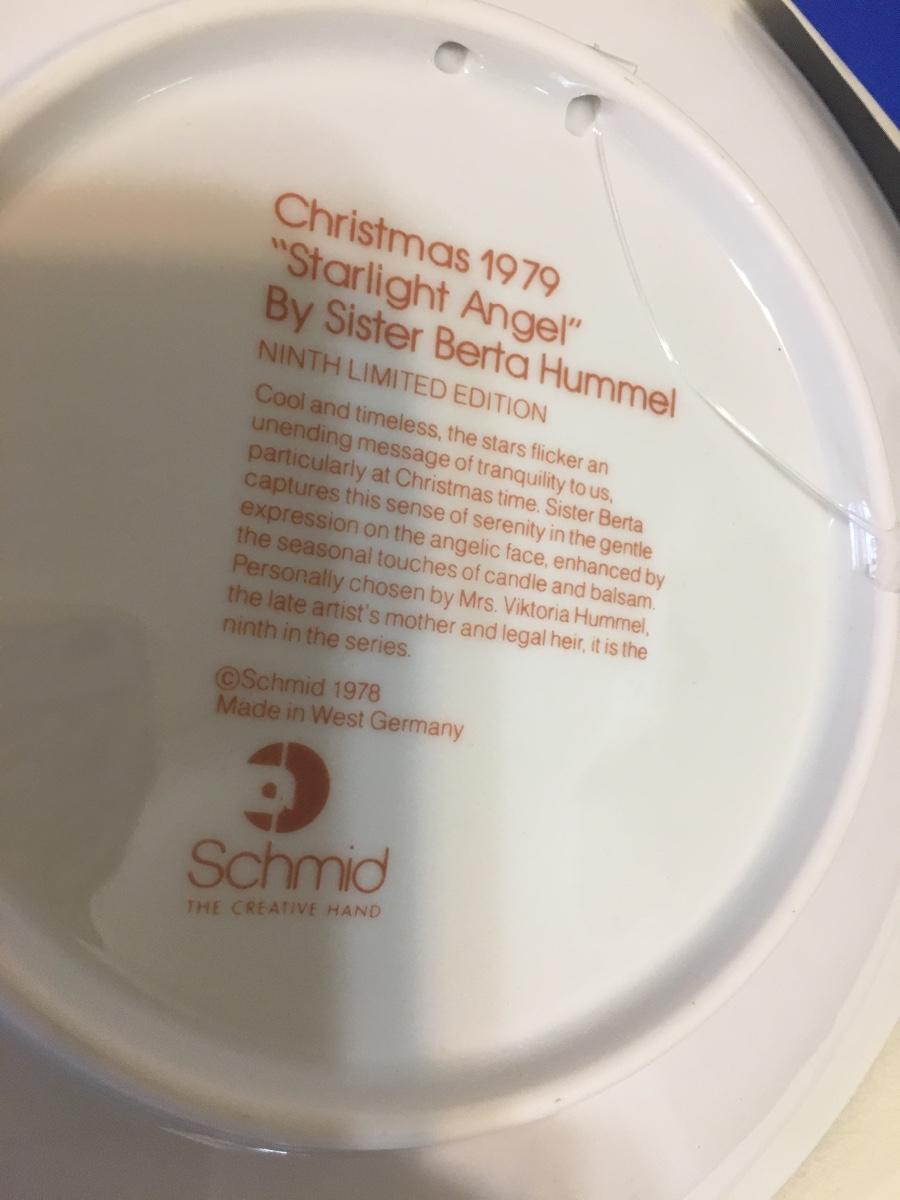 Christmas 1979
"Starlight Angel"
By Sister Berta Hummel
NINTH LIMITED EDITION
Cool and timeless, the stars flicker an
unending message of tranquility to us,
particularly at Christmas time. Sister Berta
captures this sense of serenity in the gentle
expression on the angelic face, enhanced by
the seasonal touches of candle and balsam.
Personally chosen by Mrs. Viktoria Hummel,
the late artist's mother and legal heir, it is the
ninth in the series.
©Schmid 1978
Made in West Germany
Schmid
THE CREATIVE HAND